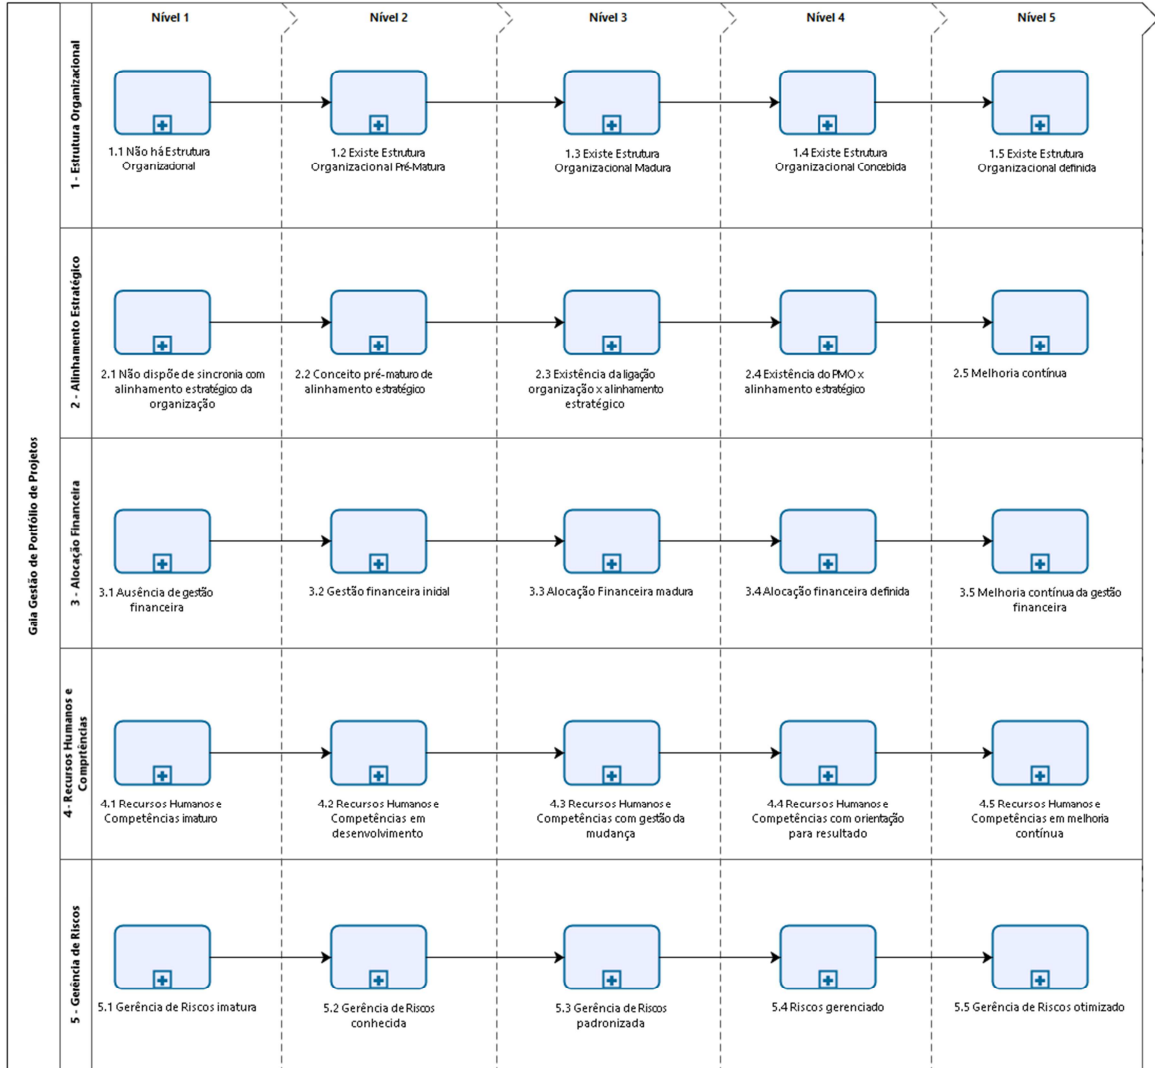 Nível 1
Nível 2
Nível 3
Nível 4
Nível 5
Gaia Gestão de Portifólio de Projetos
1 - Estrutura Organizacional
1.1 Não há Estrutura
Organizacional
1.2 Existe Estrutura
Organizacional Pré-Matura
1.3 Existe Estrutura
Organizacional Madura
1.4 Existe Estrutura
Organizacional Concebida
1.5 Existe Estrutura
Organizacional definida
2 - Alinhamento Estratégico
2.1 Não dispõe de sincronia com
alinhamento estratégico da
organização
2.2 Conceito pré-maturo de
alinhamento estratégico
2.3 Existência da ligação
organização x alinhamento
estratégico
2.4 Existência do PMO x
alinhamento estratégico
2.5 Melhoria contínua
3 - Alocação Financeira
3.1 Ausência de gestão
financeira
3.2 Gestão financeira inicial
3.3 Alocação Financeira madura
3.4 Alocação financeira definida
3.5 Melhoria contínua da gestão
financeira
4 - Recursos Humanos e
Comprtências
4.1 Recursos Humanos e
Competências imaturo
4.2 Recursos Humanos e
Competências em
desenvolvimento
4.3 Recursos Humanos e
Competências com gestão da
mudança
4.4 Recursos Humanos e
Competências com orientação
para resultado
4.5 Recursos Humanos e
Competências em melhoria
contínua
5 - Gerência de Riscos
5.1 Gerência de Riscos imatura
5.2 Gerência de Riscos
conhecida
5.3 Gerência de Riscos
padronizada
5.4 Riscos gerenciado
5.5 Gerência de Riscos otimizado